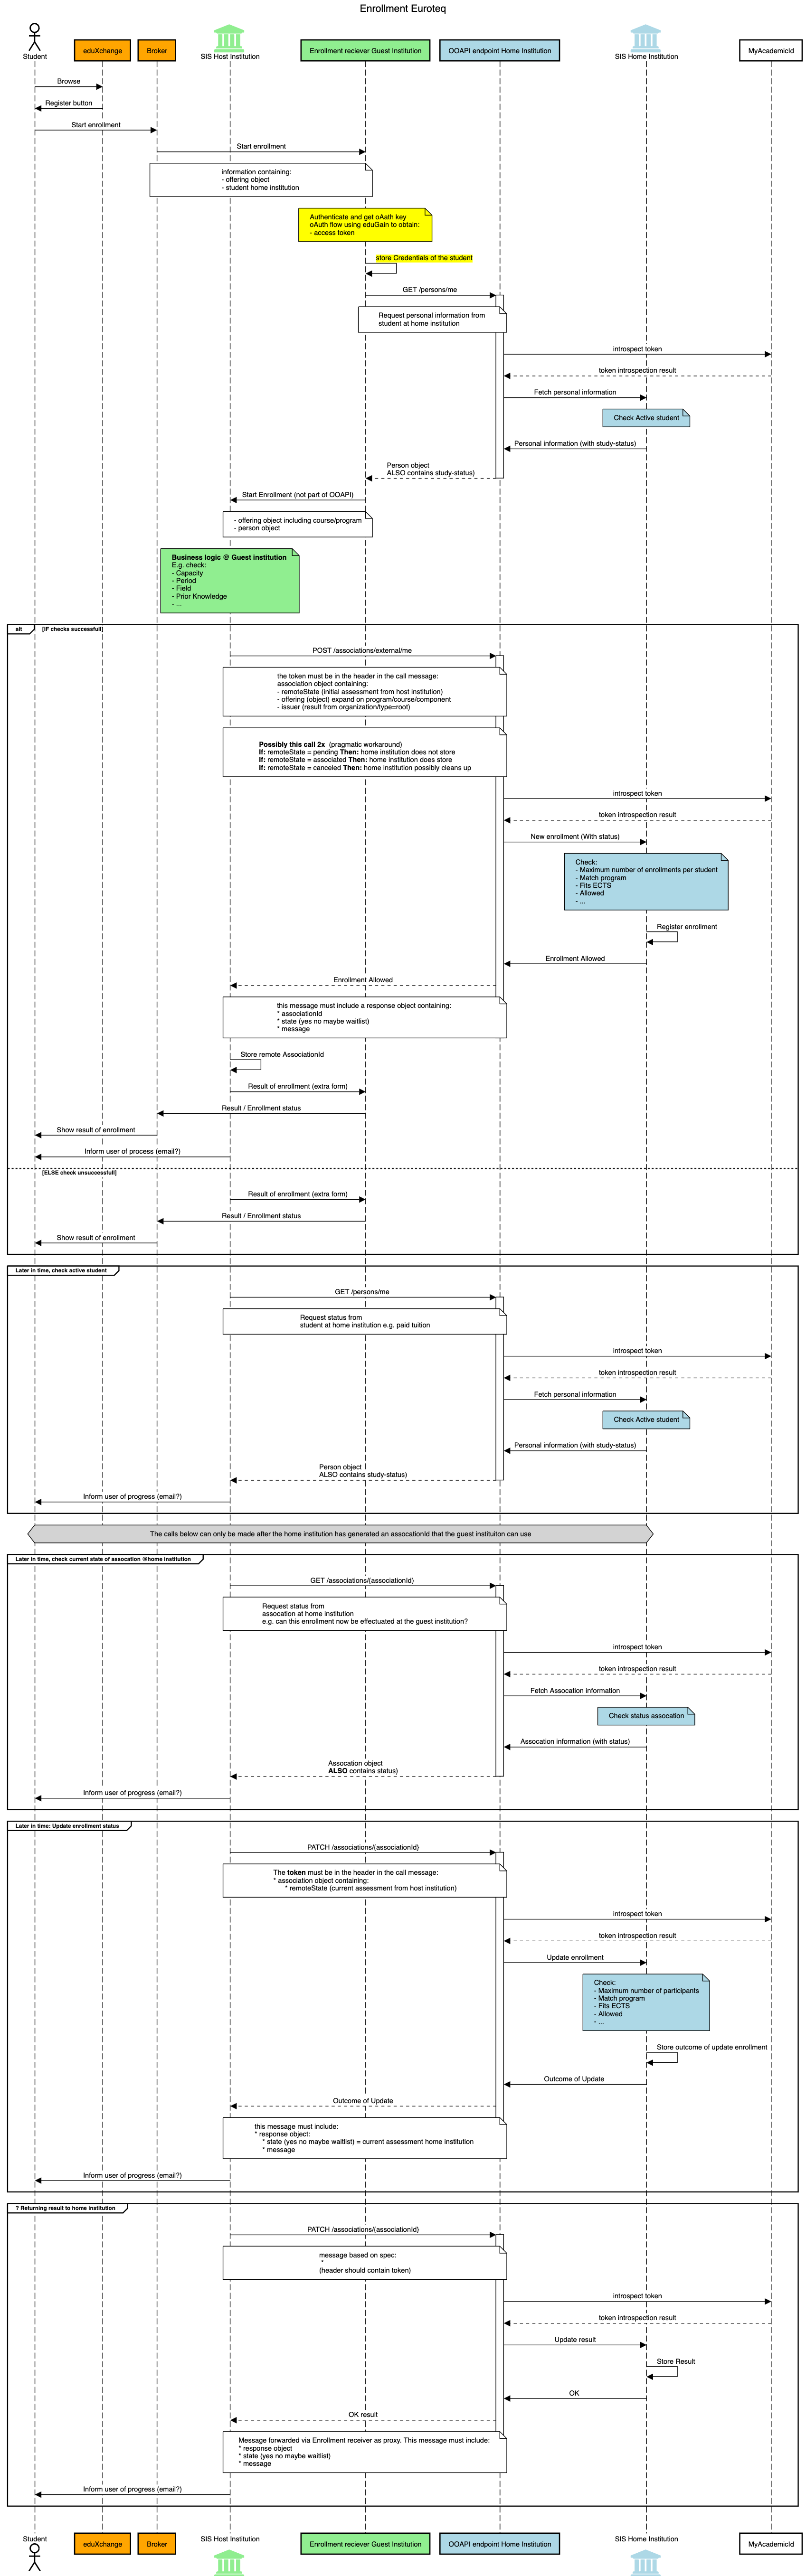 Enrollment Euroteq
Student
eduXchange
Broker
SIS Host Institution
Enrollment reciever Guest Institution
OOAPI endpoint Home Institution
SIS Home Institution
MyAcademicId
Browse
Register button
Start enrollment
Start enrollment
information containing:
- offering object
- student home institution
Authenticate and get oAath key
oAuth flow using eduGain to obtain:
- access token
store Credentials of the student
GET /persons/me
Request personal information from
student at home institution
introspect token
token introspection result
Fetch personal information
Check Active student
Personal information (with study-status)
Person object
ALSO contains study-status)
Start Enrollment (not part of OOAPI)
- offering object including course/program
- person object
Business logic @ Guest institution
E.g. check:
- Capacity
- Period
- Field
- Prior Knowledge
- ...
alt
[IF checks successfull]
POST /associations/external/me
the token must be in the header in the call message:
association object containing:
- remoteState (initial assessment from host institution)
- offering (object) expand on program/course/component
- issuer (result from organization/type=root)
Possibly this call 2x (pragmatic workaround)
If: remoteState = pending Then: home institution does not store
If: remoteState = associated Then: home institution does store
If: remoteState = canceled Then: home institution possibly cleans up
introspect token
token introspection result
New enrollment (With status)
Check:
- Maximum number of enrollments per student
- Match program
- Fits ECTS
- Allowed
- ...
Register enrollment
Enrollment Allowed
Enrollment Allowed
this message must include a response object containing:
* associationId
* state (yes no maybe waitlist)
* message
Store remote AssociationId
Result of enrollment (extra form)
Result / Enrollment status
Show result of enrollment
Inform user of process (email?)
[ELSE check unsuccessfull]
Result of enrollment (extra form)
Result / Enrollment status
Show result of enrollment
Later in time, check active student
GET /persons/me
Request status from
student at home institution e.g. paid tuition
introspect token
token introspection result
Fetch personal information
Check Active student
Personal information (with study-status)
Person object
ALSO contains study-status)
Inform user of progress (email?)
The calls below can only be made after the home institution has generated an assocationId that the guest instituiton can use
Later in time, check current state of assocation @home institution
GET /associations/{associationId}
Request status from
assocation at home institution
e.g. can this enrollment now be effectuated at the guest institution?
introspect token
token introspection result
Fetch Assocation information
Check status assocation
Assocation information (with status)
Assocation object
ALSO contains status)
Inform user of progress (email?)
Later in time: Update enrollment status
PATCH /associations/{associationId)
The token must be in the header in the call message:
* association object containing:
* remoteState (current assessment from host institution)
introspect token
token introspection result
Update enrollment
Check:
- Maximum number of participants
- Match program
- Fits ECTS
- Allowed
- ...
Store outcome of update enrollment
Outcome of Update
Outcome of Update
this message must include:
* response object:
* state (yes no maybe waitlist) = current assessment home institution
* message
Inform user of progress (email?)
? Returning result to home institution
PATCH /associations/{associationId}
message based on spec:
*
(header should contain token)
introspect token
token introspection result
Update result
Store Result
OK
OK result
Message forwarded via Enrollment receiver as proxy. This message must include:
* response object
* state (yes no maybe waitlist)
* message
Inform user of progress (email?)
Student
eduXchange
Broker
SIS Host Institution
Enrollment reciever Guest Institution
OOAPI endpoint Home Institution
SIS Home Institution
MyAcademicId